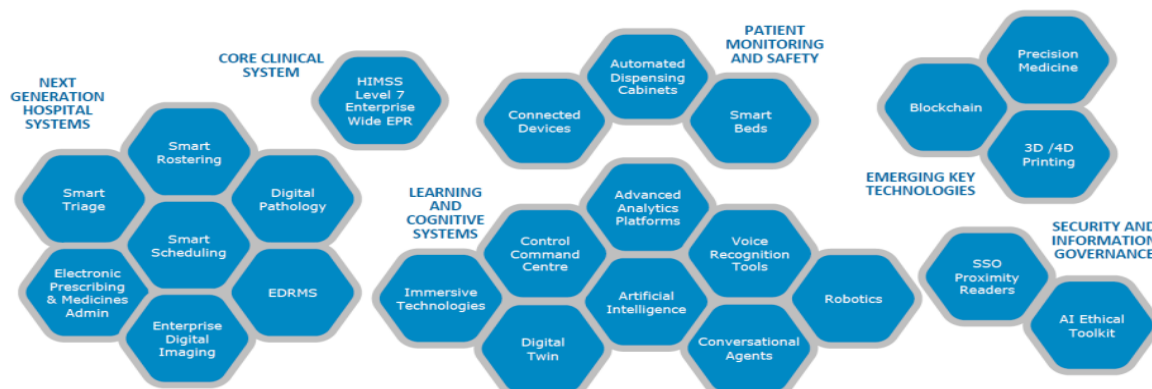 NEXT
GENERATION
HOSPITAL
SYSTEMS
Smart
Rostering
Smart
Triage
Digital
Pathology
Smart
Scheduling
Electronic
Prescribing
& Medicines
Admin
EDRMS
Enterprise
Digital
Imaging
CORE CLINICAL
SYSTEM
HIMSS
Level 7
Enterprise
Wide EPR
PATIENT
MONITORING
AND SAFETY
Automated
Dispensing
Cabinets
Connected
Devices
Smart
Beds
LEARNING
AND
COGNITIVE
SYSTEMS
Advanced
Analytics
Platforms
Control
Command
Centre
Voice
Recognition
Tools
Immersive
Technologies
Artificial
Intelligence
Robotics
Digital
Twin
Conversational
Agents
Precision
Medicine
Blockchain
3D /4D
Printing
EMERGING KEY
TECHNOLOGIES
SECURITY AND
INFORMATION
GOVERNANCE
SSO
Proximity
Readers
AI Ethical
Toolkit